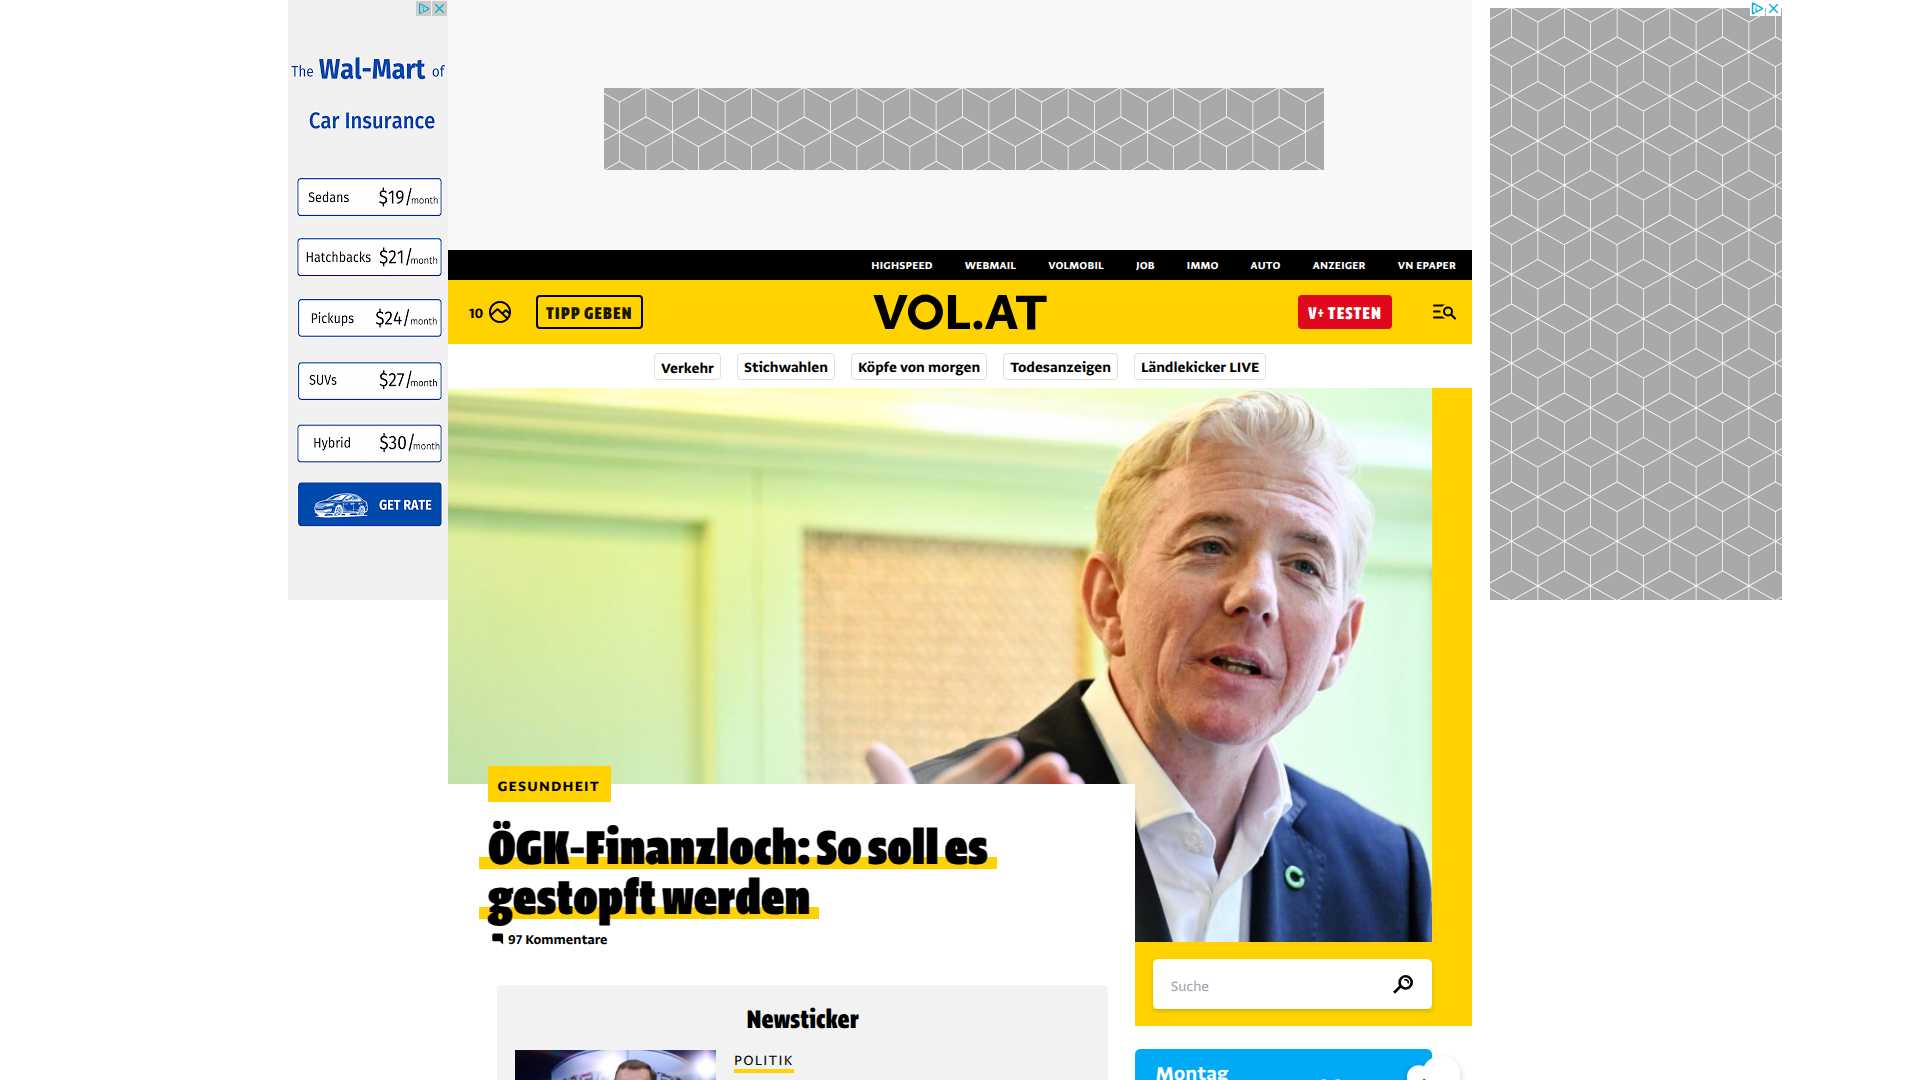 The Wal-Mart of
Car Insurance
Sedans $19/month
Hatchbacks $21/month
Pickups $24/month
SUVs $27/month
Hybrid $30/month
GET RATE
HIGHSPEED WEBMAIL VOLMOBIL JOB IMMO AUTO ANZEIGER VN EPAPER
10 TIPP GEBEN VOL.AT V+ TESTEN
Verkehr Stichwahlen Köpfe von morgen Todesanzeigen Ländlekicker LIVE
GESUNDHEIT
ÖGK-Finanzloch: So soll es
gestopft werden
97 Kommentare
Suche
Newsticker
POLITIK
Montag